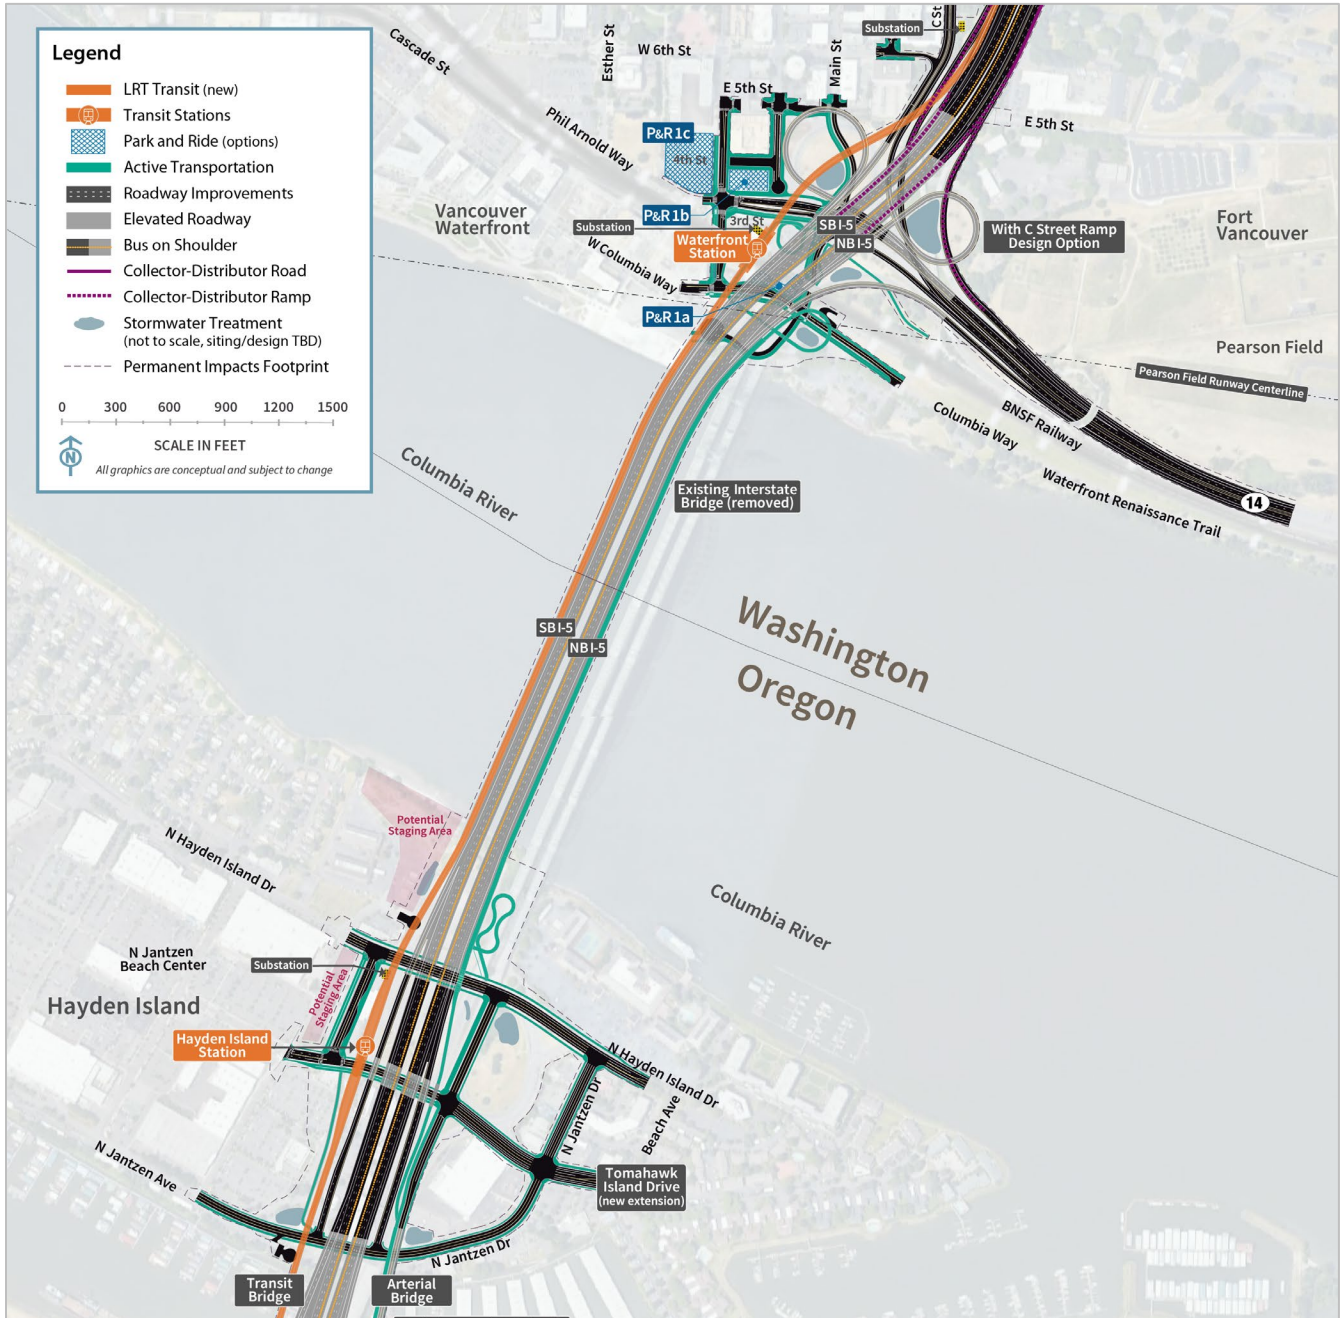 Legend
LRT Transit (new)
Transit Stations
Park and Ride (options)
Active Transportation
Roadway Improvements
Elevated Roadway
Bus on Shoulder
Collector-Distributor Road
Collector-Distributor Ramp
Stormwater Treatment
(not to scale, siting/design TBD)
Permanent Impacts Footprint
0 300 600 900 1200 1500
SCALE IN FEET
N
All graphics are conceptual and subject to change
Cascade St
Esther St
W 6th St
Main St
Substation
C St
E 5th St
E 5th St
Phil Arnold Way
P&R 1c
4th St
P&R 1b
3rd St
Substation
Waterfront
Station
W Columbia Way
P&R 1a
Vancouver
Waterfront
SB I-5
NB I-5
With C Street Ramp
Design Option
Fort
Vancouver
Pearson Field
Pearson Field Runway Centerline
BNSF Railway
Columbia Way
Waterfront Renaissance Trail
14
Columbia River
Existing Interstate
Bridge (removed)
Washington
Oregon
SB I-5
NB I-5
Potential
Staging Area
N Hayden Island Dr
Columbia River
N Jantzen
Beach Center
Substation
Potential
Staging Area
Hayden Island
Hayden Island
Station
N Hayden Island Dr
N Jantzen Dr
Beach Ave
N Jantzen Ave
Tomahawk
Island Drive
(new extension)
N Jantzen Dr
Transit
Bridge
Arterial
Bridge